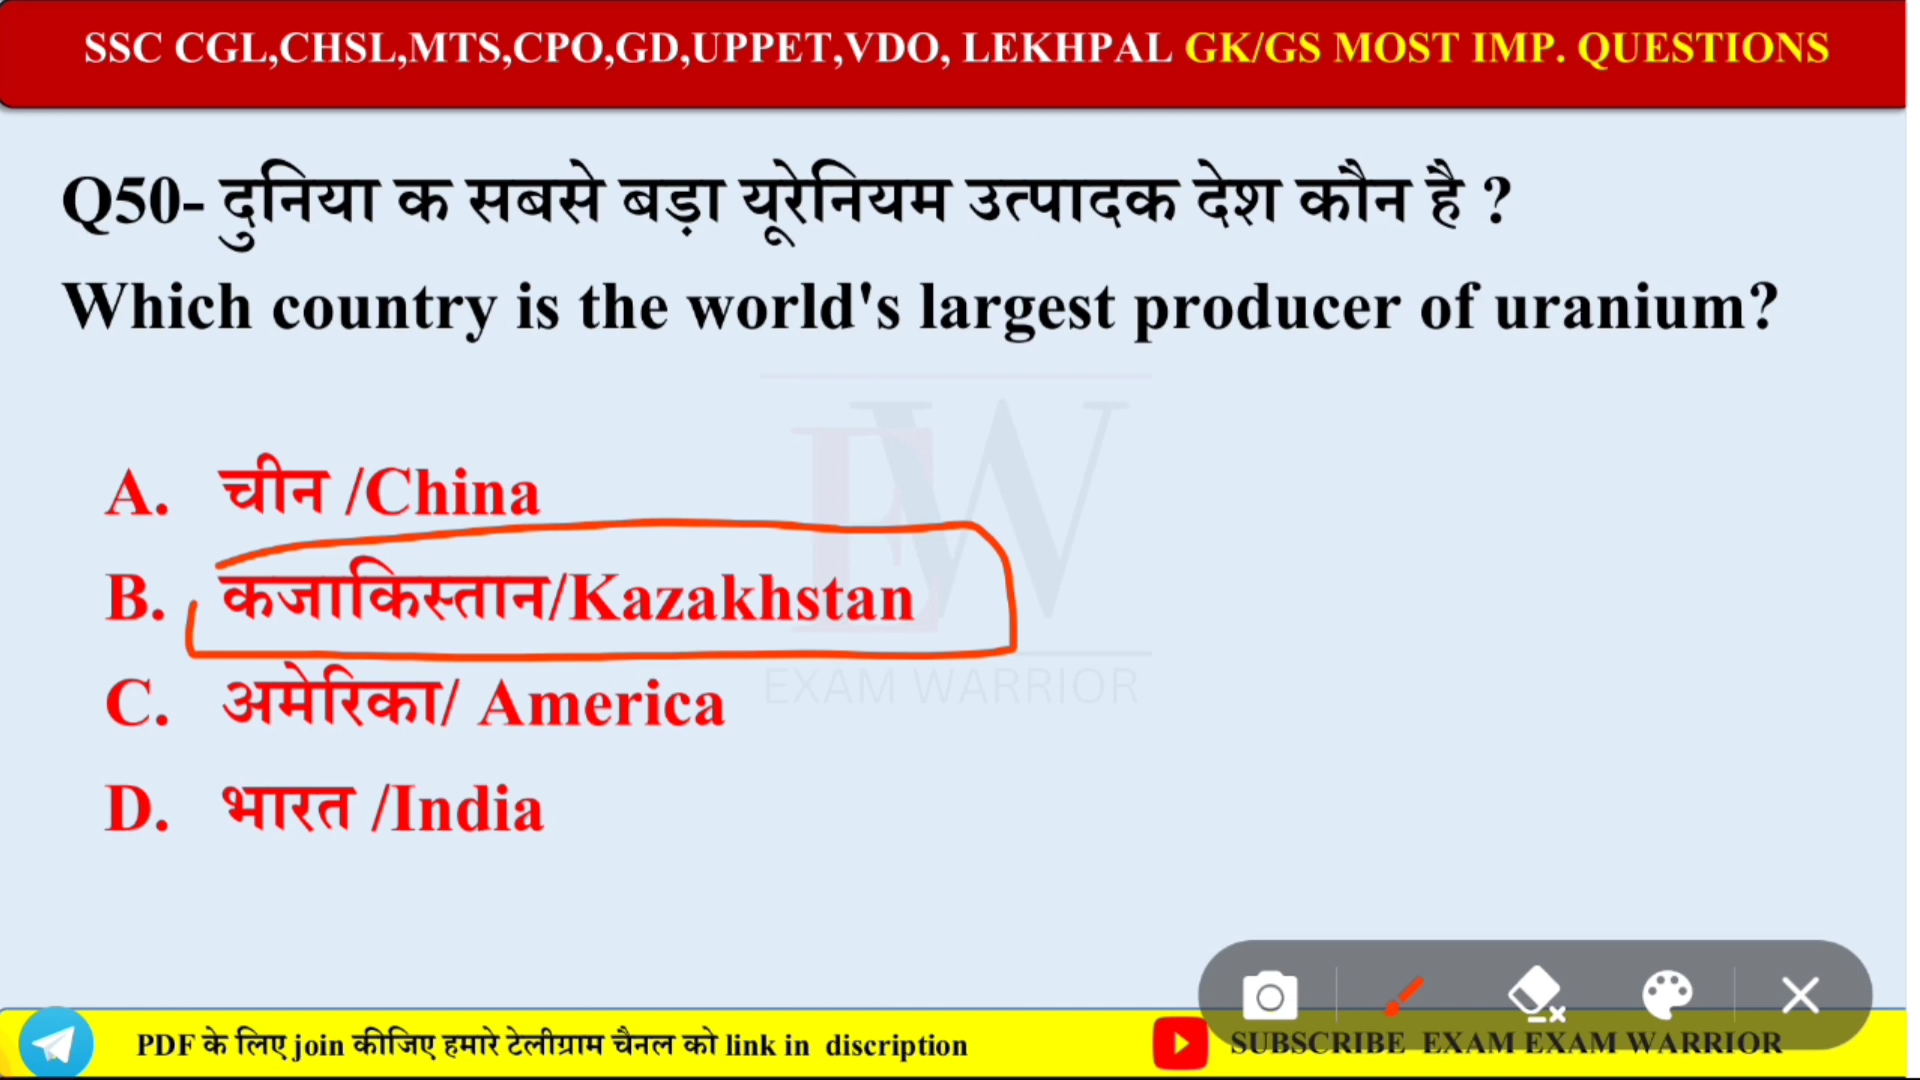 SSC CGL,CHSL,MTS,CPO,GD,UPPET,VDO, LEKHPAL GK/GS MOST IMP. QUESTIONS
Q50- दुनिया क सबसे बड़ा यूरेनियम उत्पादक देश कौन है ?
Which country is the world's largest producer of uranium?
A. चीन /China
B. कजाकिस्तान/Kazakhstan
C. अमेरिका/ America
D. भारत /India
EW
EXAM WARRIOR
PDF के लिए join कीजिए हमारे टेलीग्राम चैनल को link in discription
SUBSCRIBE EXAM EXAM WARRIOR